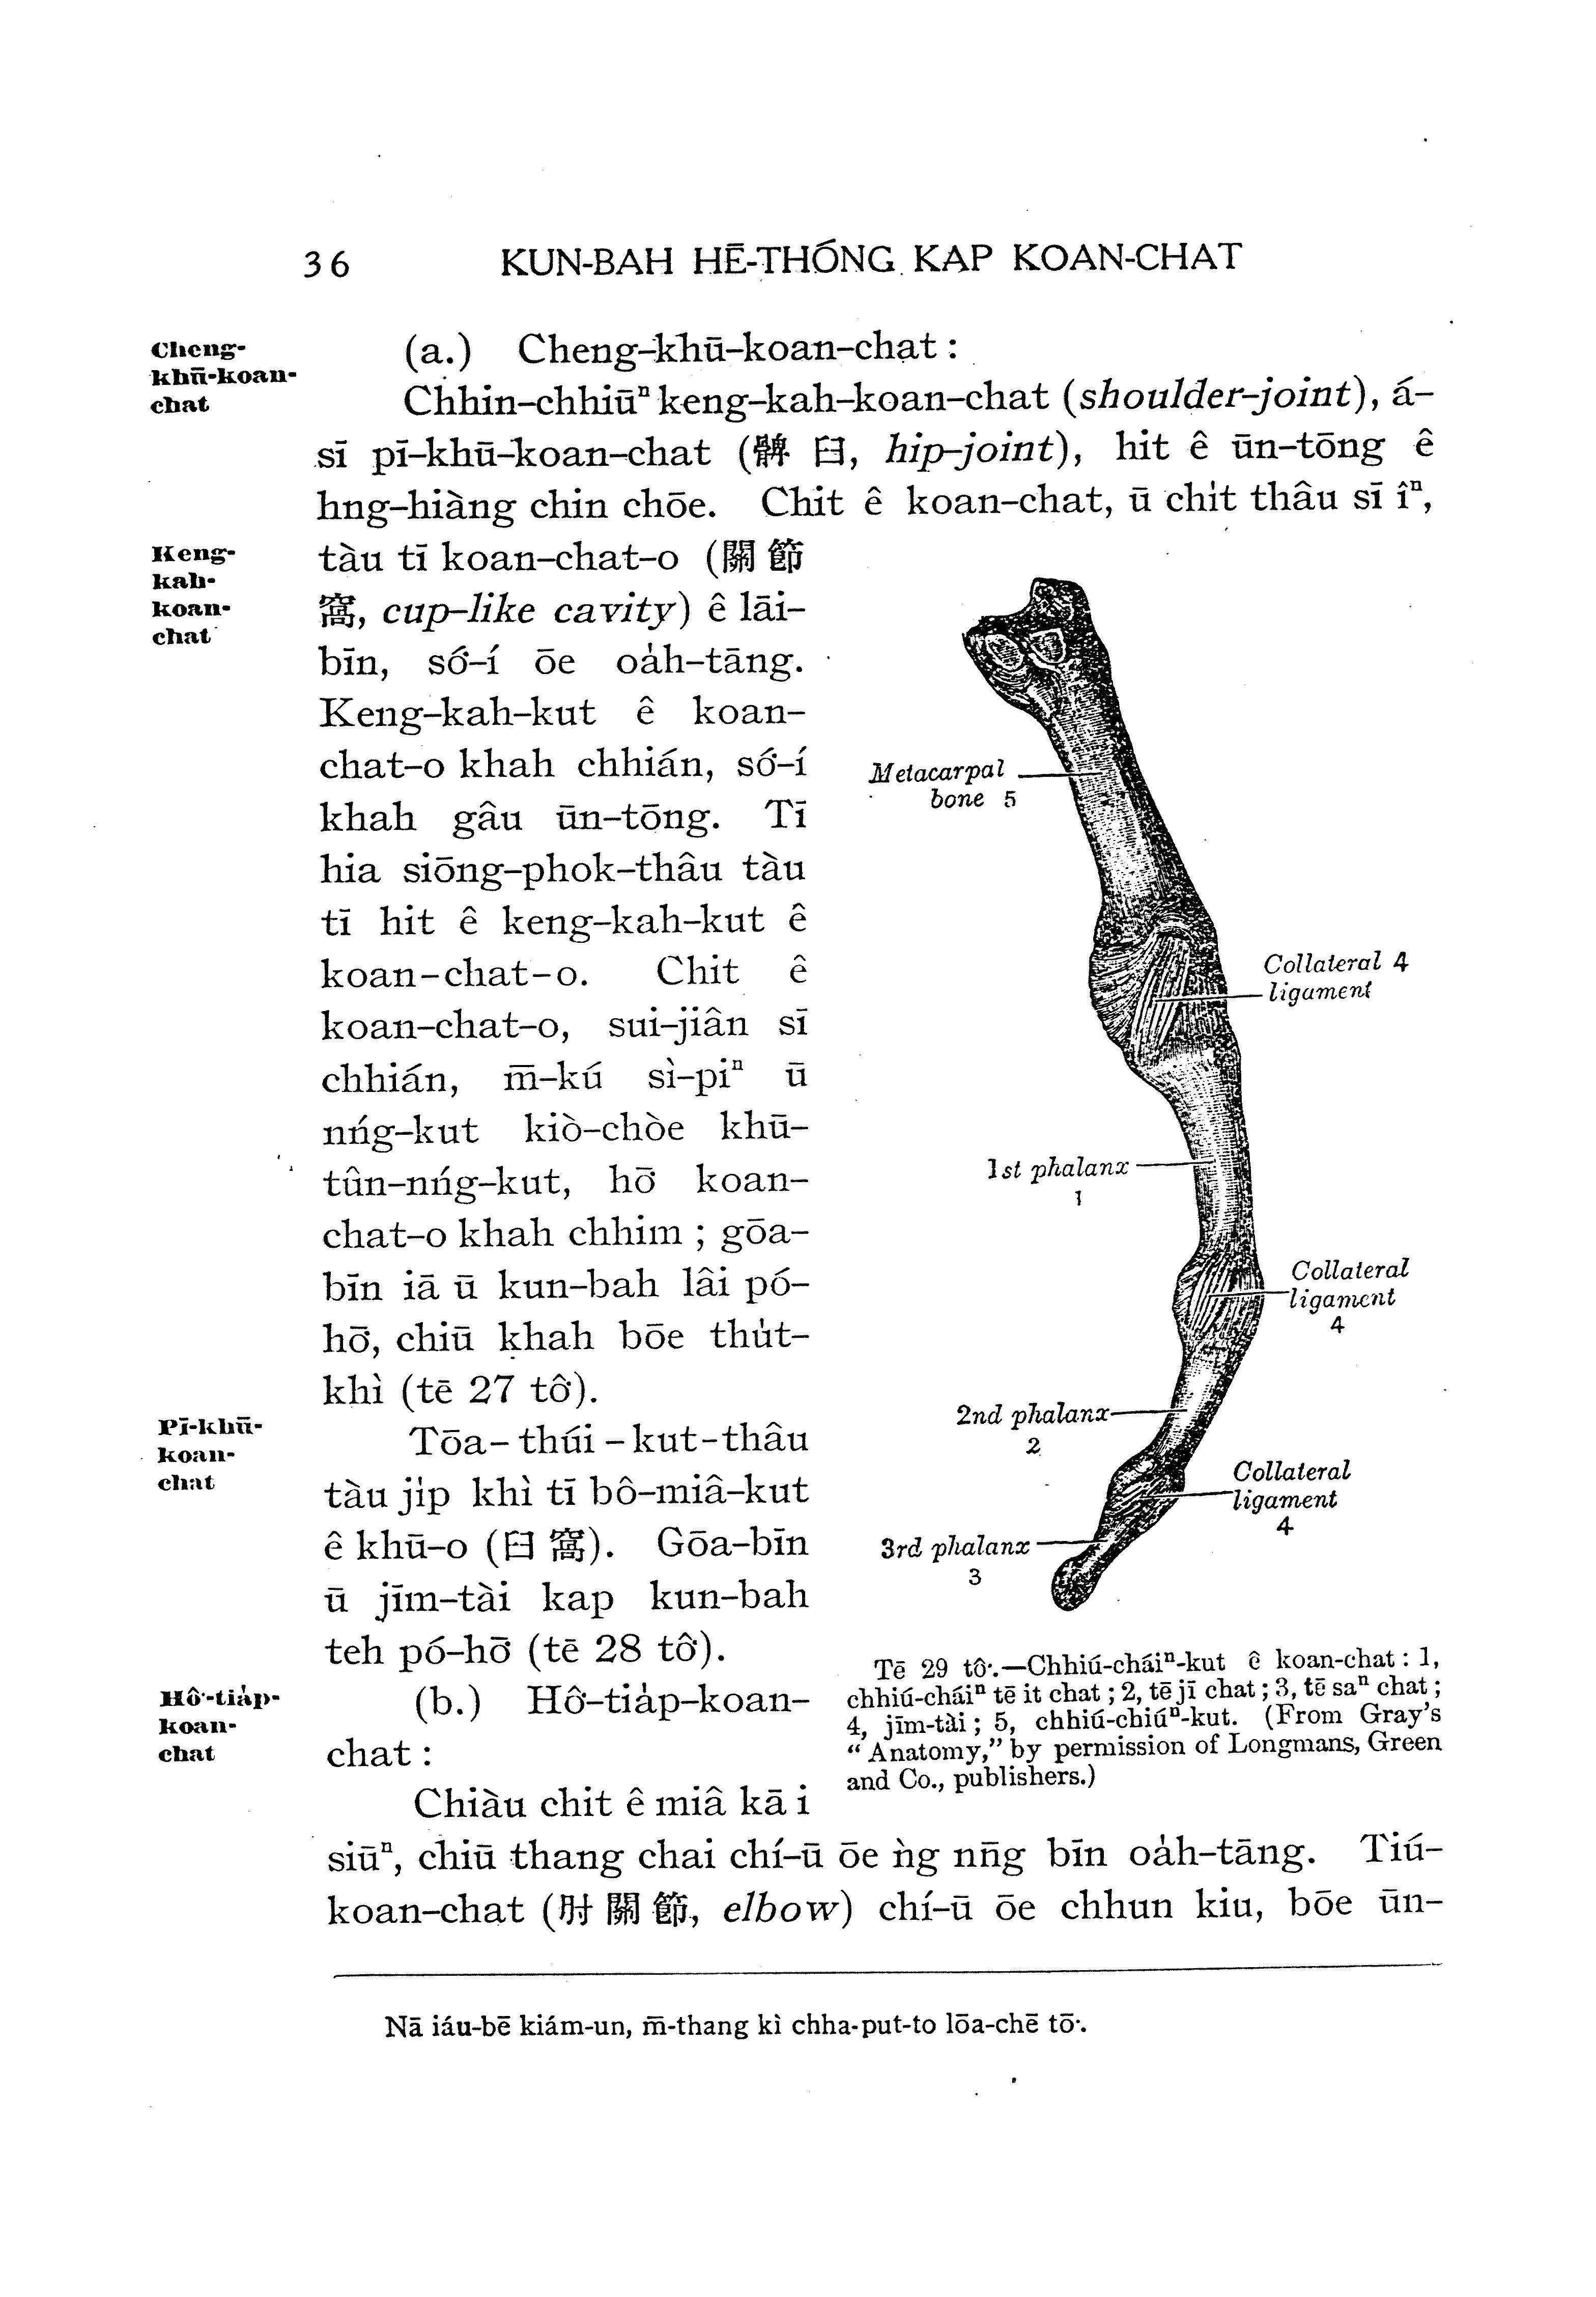 36 KUN-BAH HĒ-THÓNG KAP KOAN-CHAT
Cheng-
khū-koan-
chat
(a.) Cheng-khū-koan-chat :
Chhin-chhiūⁿ keng-kah-koan-chat (shoulder-joint), á-
sī pī-khū-koan-chat (髀 臼, hip-joint), hit ê ūn-tōng ê
hng-hiàng chin chōe. Chit ê koan-chat, ū chi̍t thâu sī îⁿ,
Keng-
kah-
koan-
chat
tàu tī koan-chat-o (關 節
窩, cup-like cavity) ê lāi-
bīn, só͘-í ōe oa̍h-tāng.
Keng-kah-kut ê koan-
chat-o khah chhián, só͘-í
khah gâu ūn-tōng. Tī
hia siōng-phok-thâu tàu
tī hit ê keng-kah-kut ê
koan-chat-o. Chit ê
koan-chat-o, sui-jiân sī
chhián, m̄-kú sì-piⁿ ū
nńg-kut kiò-chòe khū-
tûn-nńg-kut, hō͘ koan-
chat-o khah chhim ; gōa-
bīn iā ū kun-bah lâi pó-
hō͘, chiū khah bōe thu̍t-
khì (tē 27 tô͘).
Pī-khū-
koan-
chat
Tōa-thúi-kut-thâu
tàu ji̍p khì tī bô-miâ-kut
ê khū-o (臼 窩). Gōa-bīn
ū jīm-tài kap kun-bah
teh pó-hō͘ (tē 28 tô͘).
Hô͘-tia̍p-
koan-
chat
(b.) Hô͘-tia̍p-koan-
chat :
Chiàu chit ê miâ kā i
siūⁿ, chiū thang chai chí-ū ōe ǹg nn̄g bīn oa̍h-tāng. Tiú-
koan-chat (肘 關 節, elbow) chí-ū ōe chhun kiu, bōe ūn-
Metacarpal
bone 5
Collateral 4
ligament
1st phalanx
1
Collateral
ligament
4
2nd phalanx
2
Collateral
ligament
4
3rd phalanx
3
Tē 29 tô͘.—Chhiú-cháiⁿ-kut ê koan-chat : 1,
chhiú-cháiⁿ tē it chat ; 2, tē jī chat ; 3, tē saⁿ chat ;
4, jīm-tài ; 5, chhiú-chiúⁿ-kut. (From Gray's
“ Anatomy,” by permission of Longmans, Green
and Co., publishers.)
Nā iáu-bē kiám-un, m̄-thang kì chha-put-to lōa-chē tō͘.